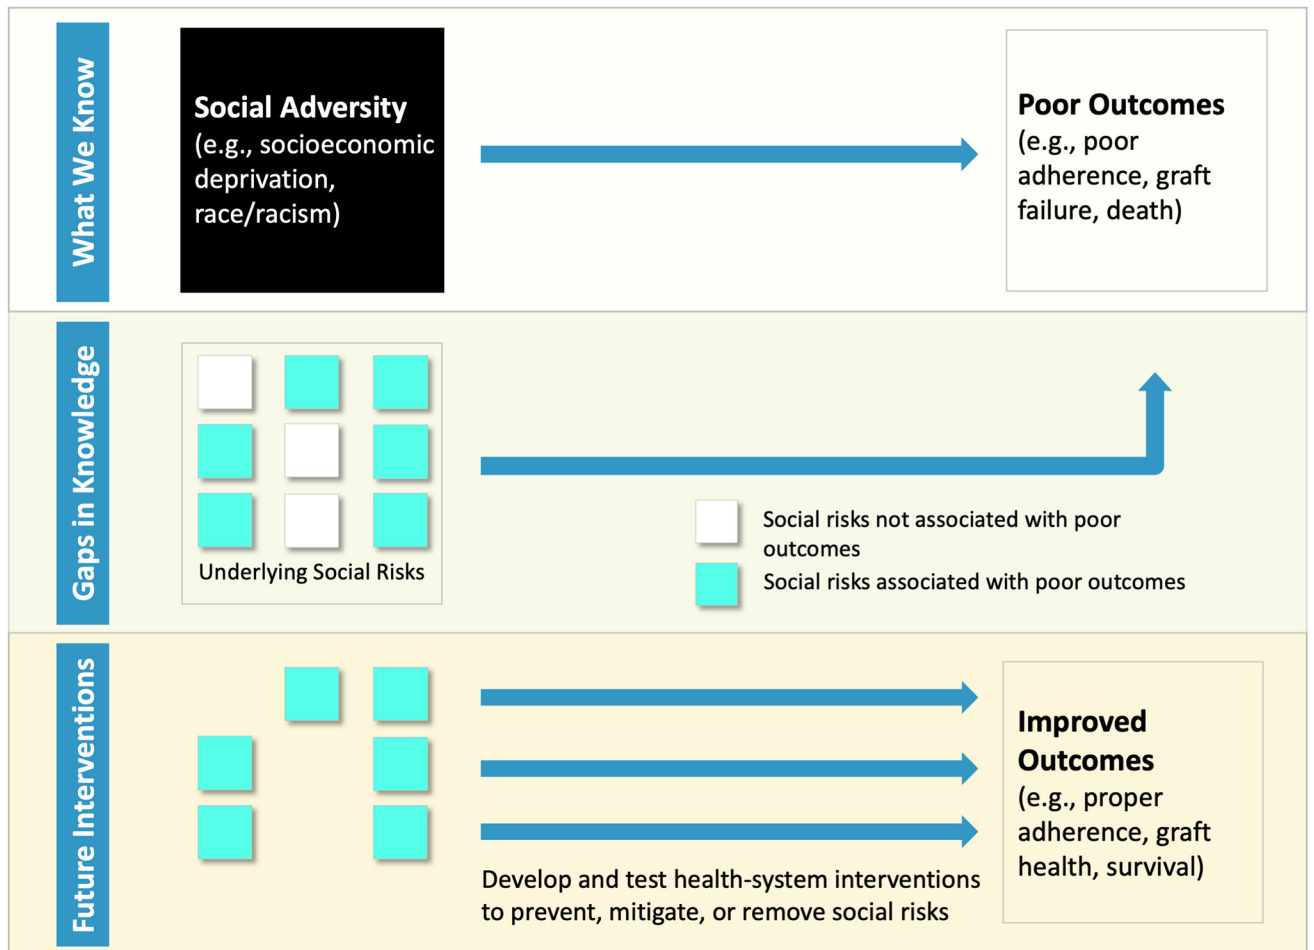 What We Know
Social Adversity
(e.g., socioeconomic
deprivation,
race/racism)
Poor Outcomes
(e.g., poor
adherence, graft
failure, death)
Gaps in Knowledge
Underlying Social Risks
Social risks not associated with poor
outcomes
Social risks associated with poor outcomes
Future Interventions
Develop and test health-system interventions
to prevent, mitigate, or remove social risks
Improved
Outcomes
(e.g., proper
adherence, graft
health, survival)